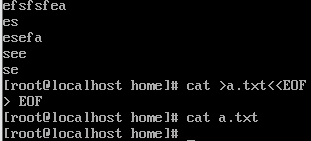 efsfsfea
es
esefa
see
se
[root@localhost home]# cat >a.txt<<EOF
> EOF
[root@localhost home]# cat a.txt
[root@localhost home]#